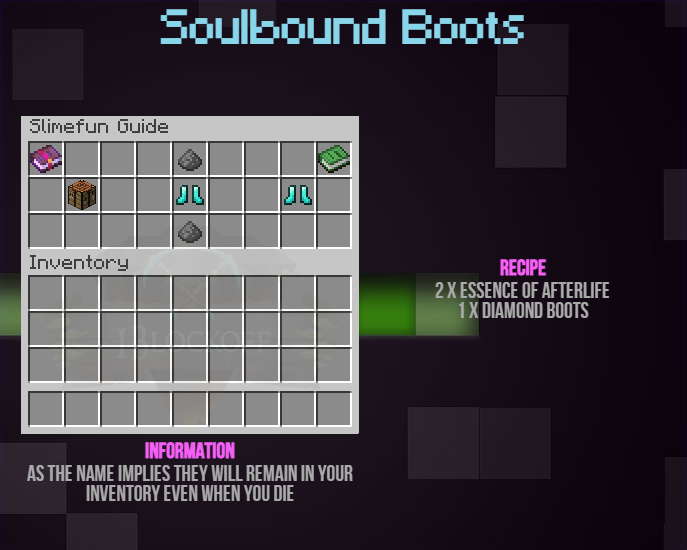 Soulbound Boots
Slimefun Guide
Inventory
1Blockoff
RECIPE
2 X ESSENCE OF AFTERLIFE
1 X DIAMOND BOOTS
INFORMATION
AS THE NAME IMPLIES THEY WILL REMAIN IN YOUR
INVENTORY EVEN WHEN YOU DIE